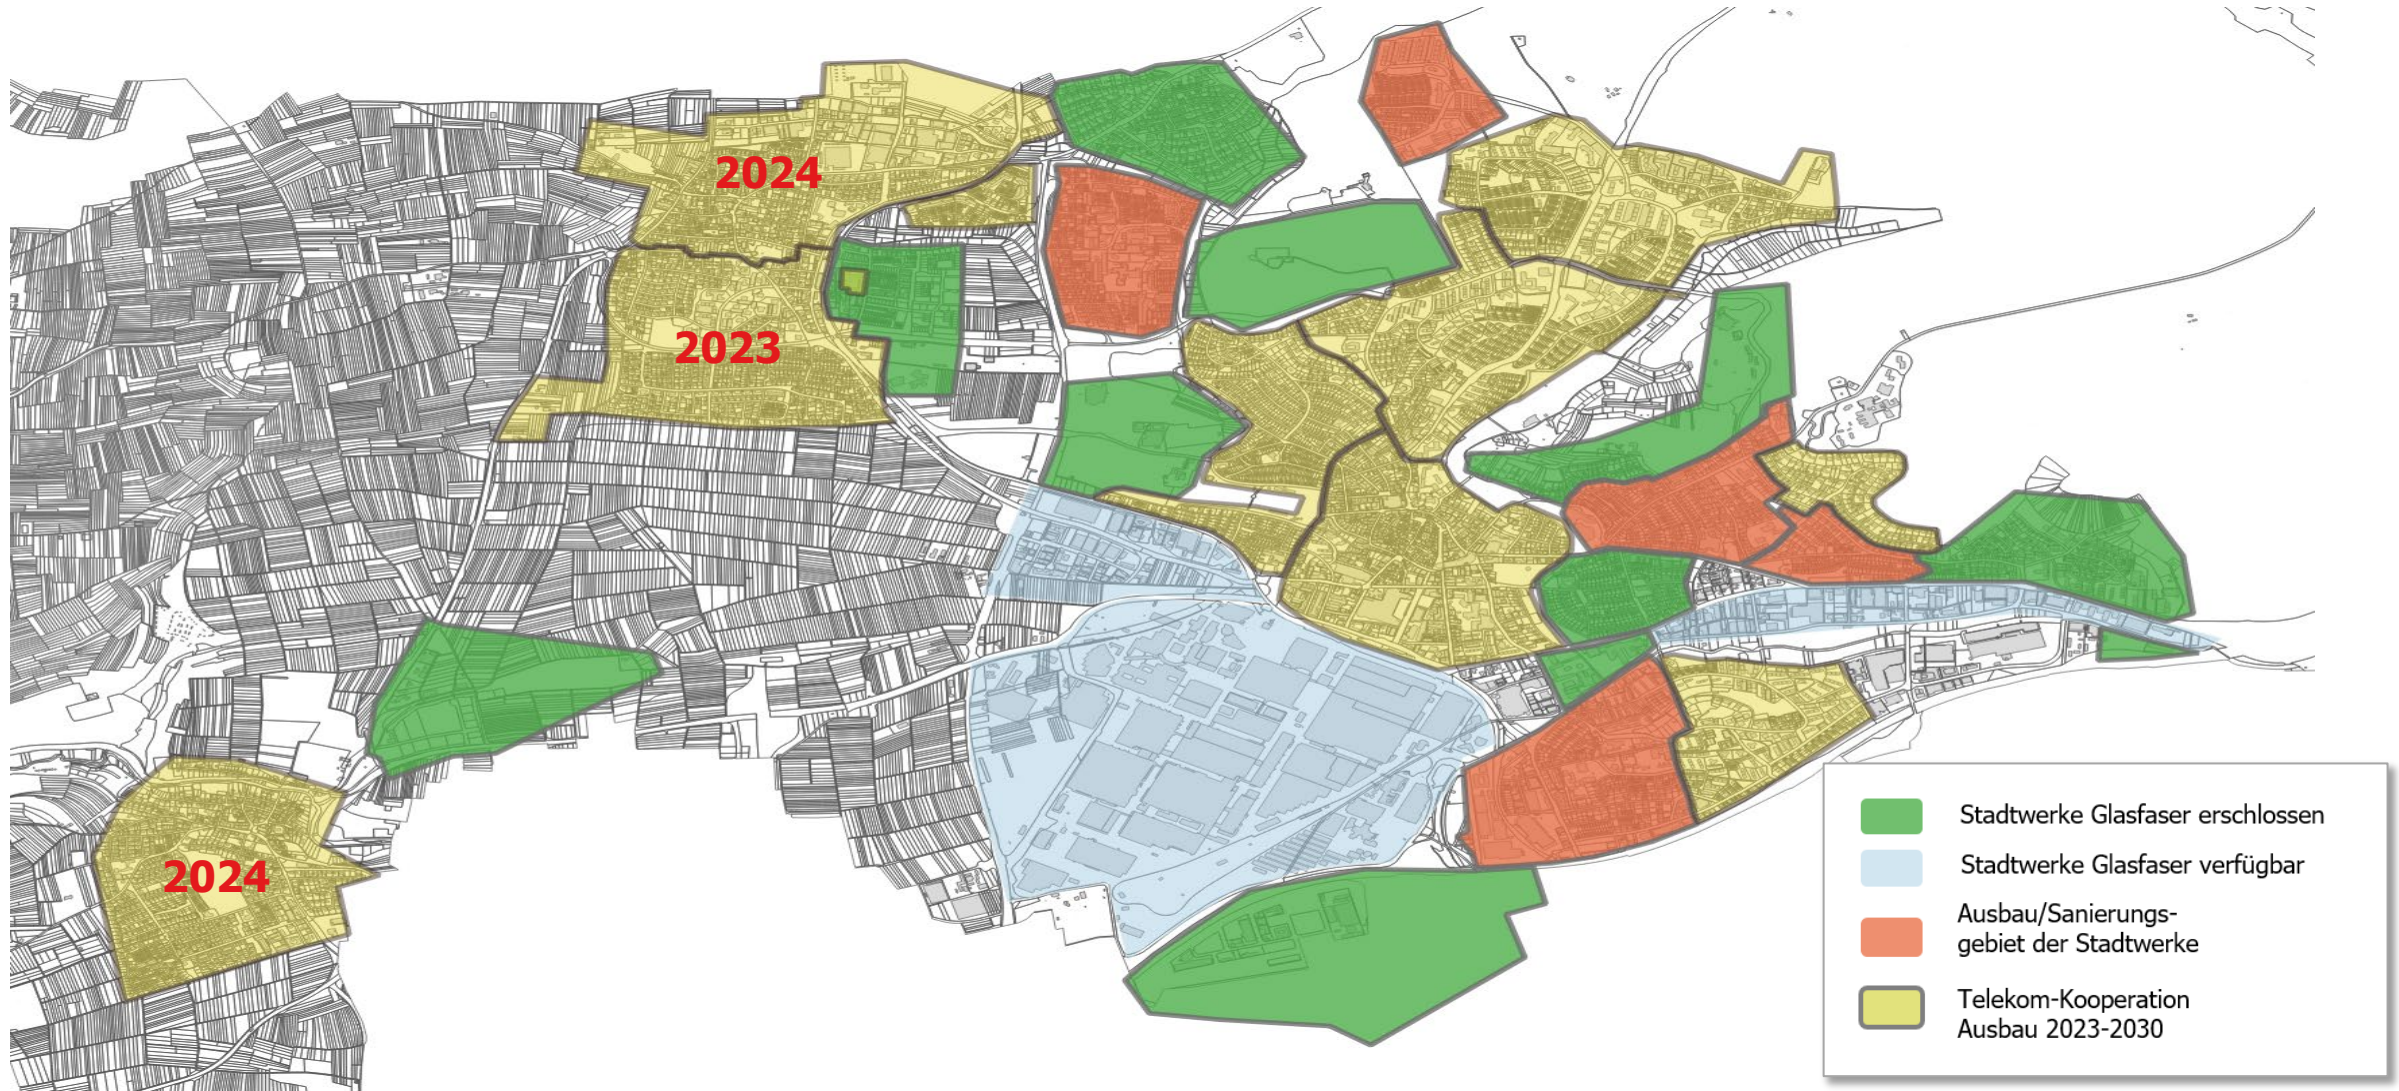 2024
2023
2024
Stadtwerke Glasfaser erschlossen
Stadtwerke Glasfaser verfügbar
Ausbau/Sanierungs-
gebiet der Stadtwerke
Telekom-Kooperation
Ausbau 2023-2030